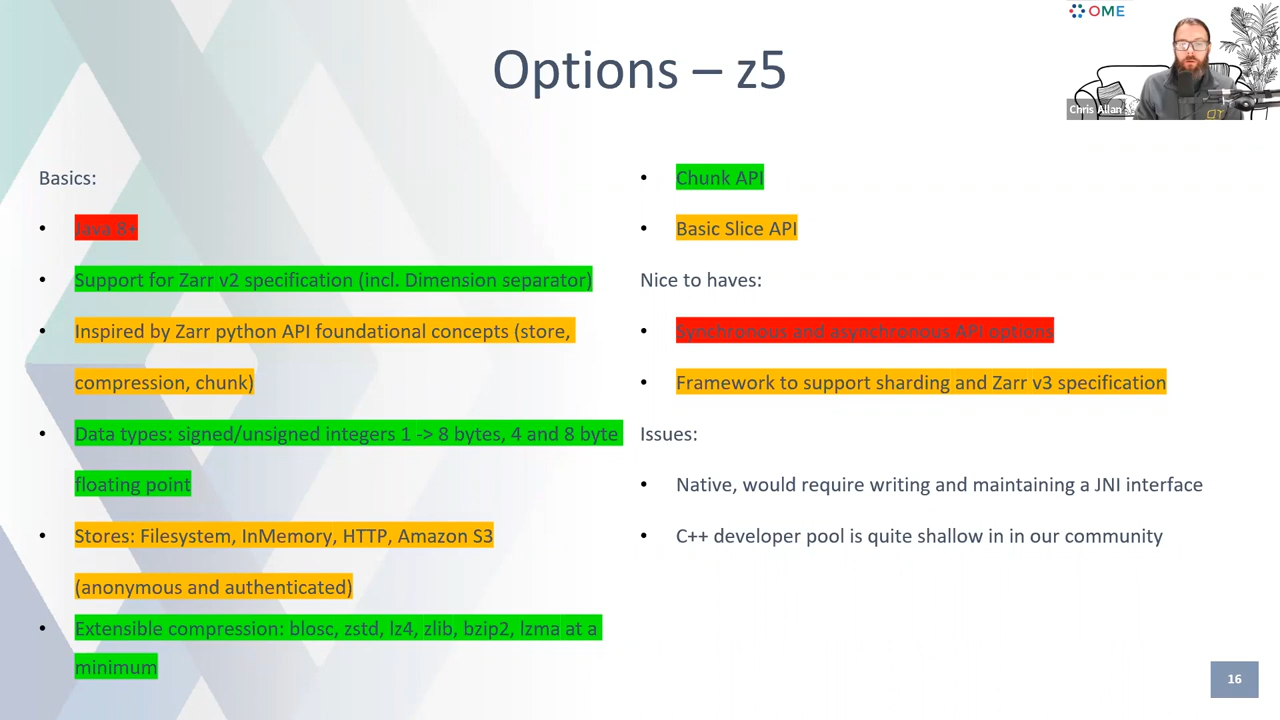 OME
Options – z5
Chris Allan
Basics:
• Java 8+
• Support for Zarr v2 specification (incl. Dimension separator)
• Inspired by Zarr python API foundational concepts (store,
compression, chunk)
• Data types: signed/unsigned integers 1 -> 8 bytes, 4 and 8 byte
floating point
• Stores: Filesystem, InMemory, HTTP, Amazon S3
(anonymous and authenticated)
• Extensible compression: blosc, zstd, lz4, zlib, bzip2, lzma at a
minimum
• Chunk API
• Basic Slice API
Nice to haves:
• Synchronous and asynchronous API options
• Framework to support sharding and Zarr v3 specification
Issues:
• Native, would require writing and maintaining a JNI interface
• C++ developer pool is quite shallow in in our community
16